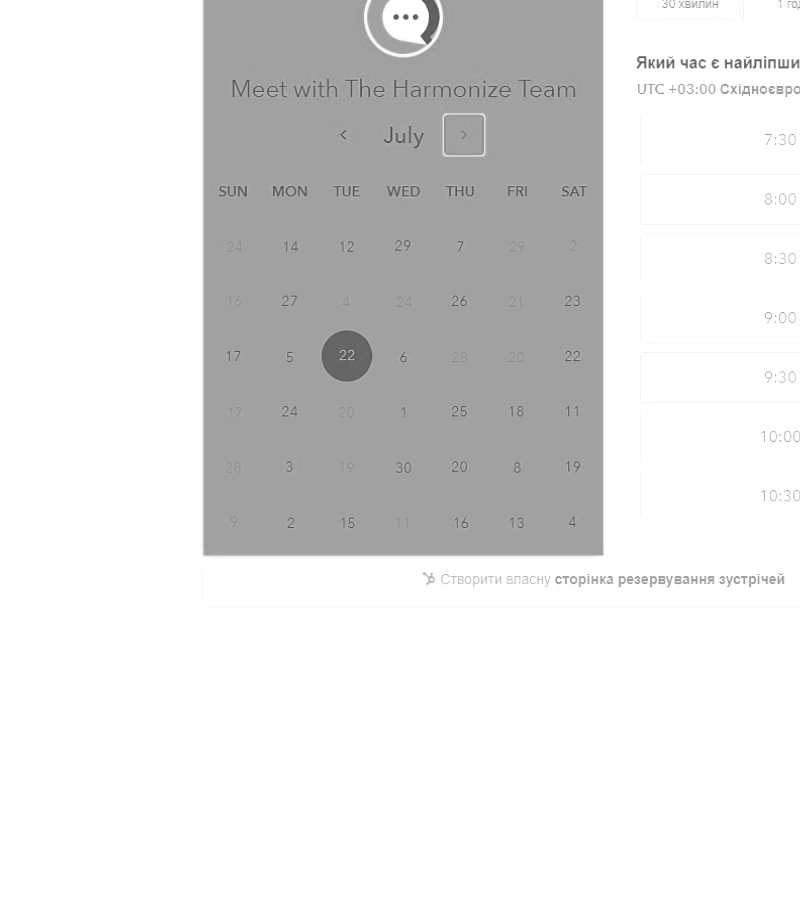 30 хвилин
Meet with The Harmonize Team
July
SUN MON TUE WED THU FRI SAT
24 14 12 29 7 29 2
16 27 4 24 26 21 23
17 5 22 6 28 20 22
17 24 20 1 25 18 11
28 3 19 30 20 8 19
9 2 15 11 16 13 4
Який час є
UTC +03:00
7:30
8:00
8:30
9:00
9:30
10:00
10:30
Створити власну сторінка резервування зустрічей